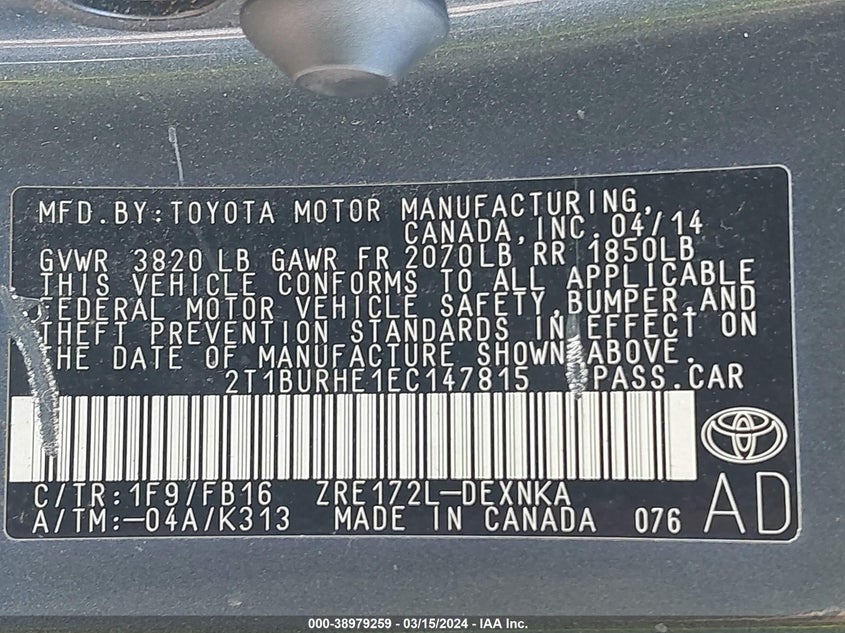 MFD.BY:TOYOTA MOTOR MANUFACTURING,
CANADA,INC. 04/14
GVWR 3820 LB GAWR FR 2070LB RR 1850LB
THIS VEHICLE CONFORMS TO ALL APPLICABLE
FEDERAL MOTOR VEHICLE SAFETY,BUMPER,AND
THEFT PREVENTION STANDARDS IN EFFECT ON
THE DATE OF MANUFACTURE SHOWN ABOVE.
2T1BURHE1EC147815 PASS.CAR
C/TR:1F9/FB16 ZRE172L-DEXNKA
A/TM:-04A/K313 MADE IN CANADA 076 AD
000-38979259 - 03/15/2024 - IAA Inc.